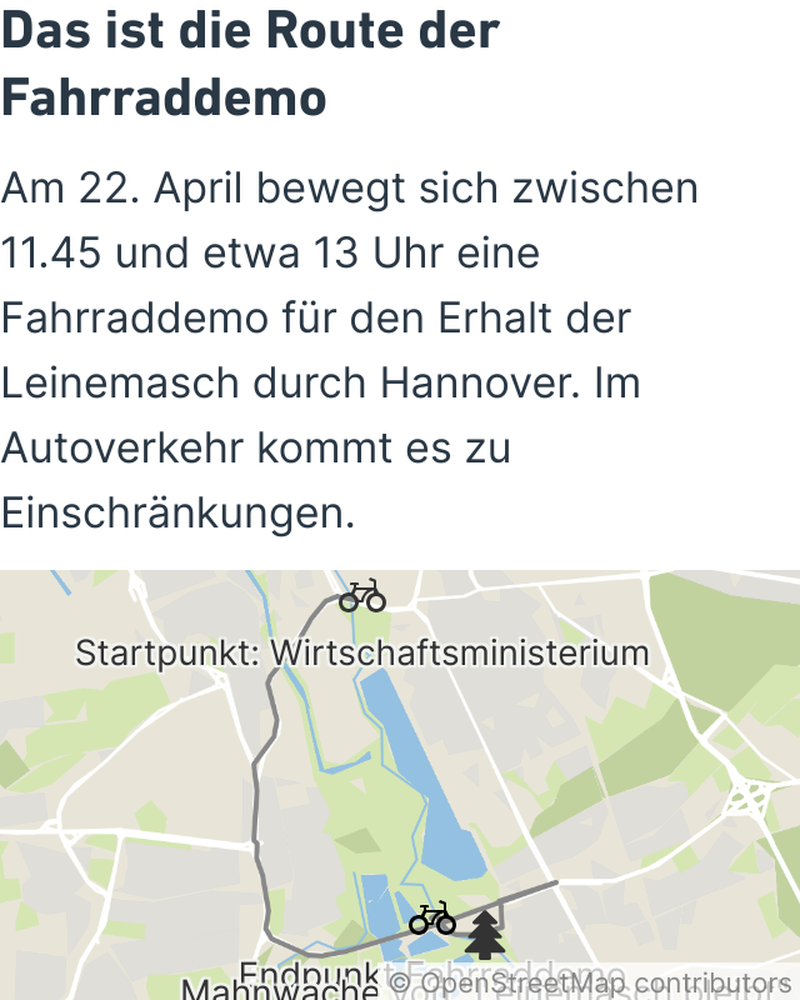 Das ist die Route der
Fahrraddemo
Am 22. April bewegt sich zwischen
11.45 und etwa 13 Uhr eine
Fahrraddemo für den Erhalt der
Leinemasch durch Hannover. Im
Autoverkehr kommt es zu
Einschränkungen.
Startpunkt: Wirtschaftsministerium
Endpunkt Fahrraddemo
Mahnwache von
© OpenStreetMap contributors